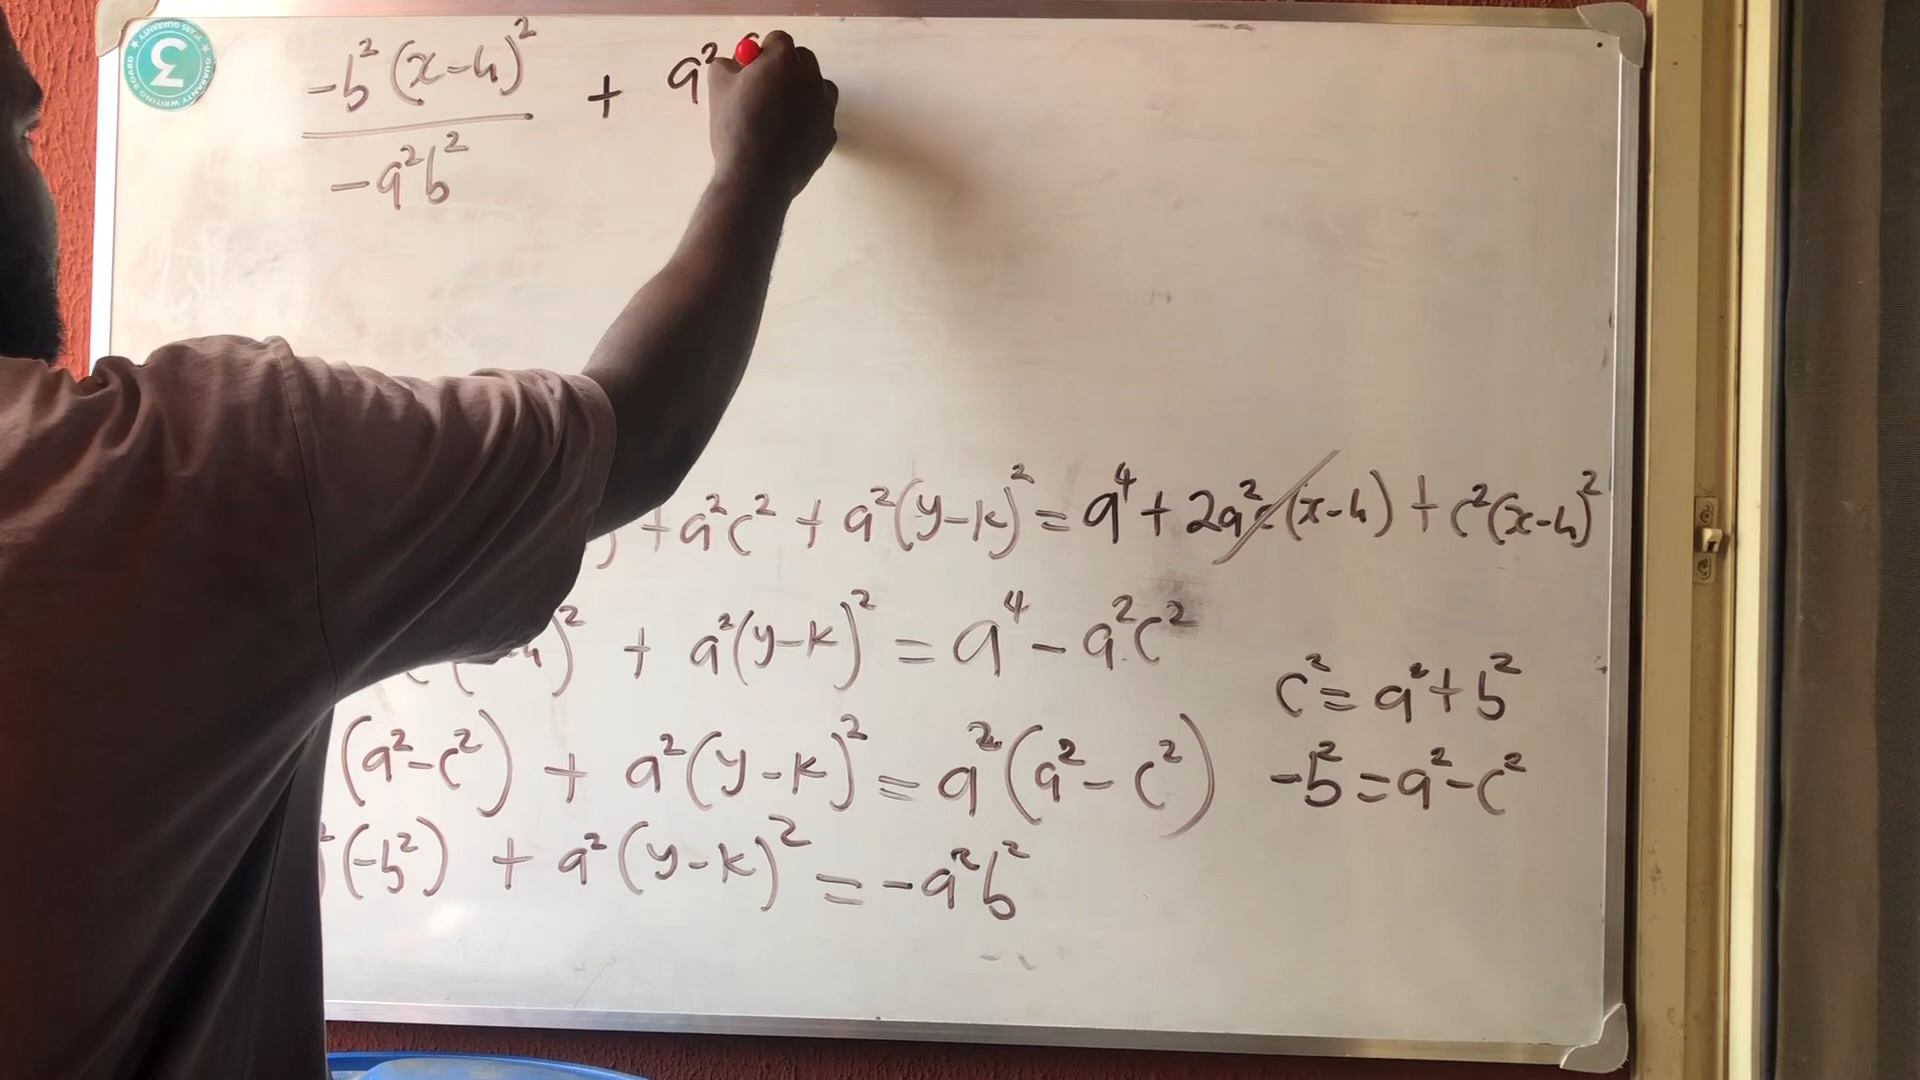 -b²(x-h)² / -a²b² + a²
+ a²c² + a²(y-k)² = a⁴ + 2a²c(x-h) + c²(x-h)²
)² + a²(y-k)² = a⁴ - a²c²
c² = a² + b²
(a²-c²) + a²(y-k)² = a²(a²-c²)
-b² = a²-c²
(-b²) + a²(y-k)² = -a²b²